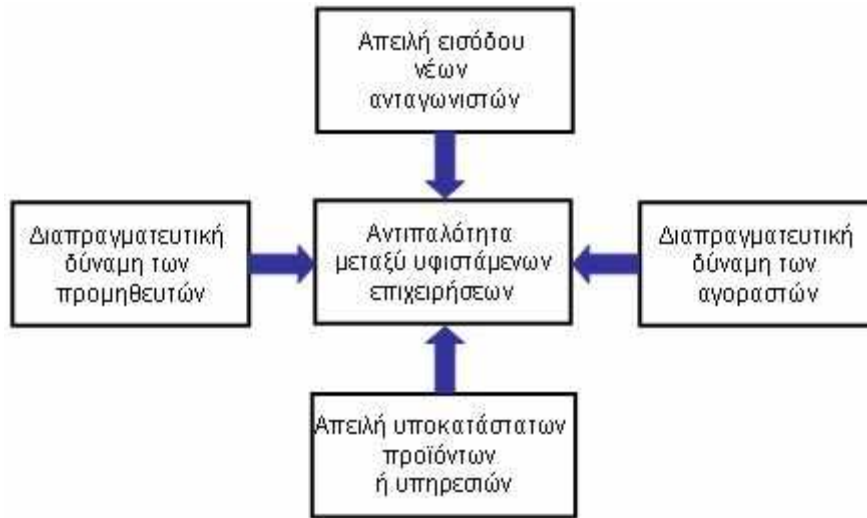 Απειλή εισόδου
νέων
ανταγωνιστών
Διαπραγματευτική
δύναμη των
προμηθευτών
Αντιπαλότητα
μεταξύ υφιστάμενων
επιχειρήσεων
Διαπραγματευτική
δύναμη των
αγοραστών
Απειλή υποκατάστατων
προϊόντων
ή υπηρεσιών